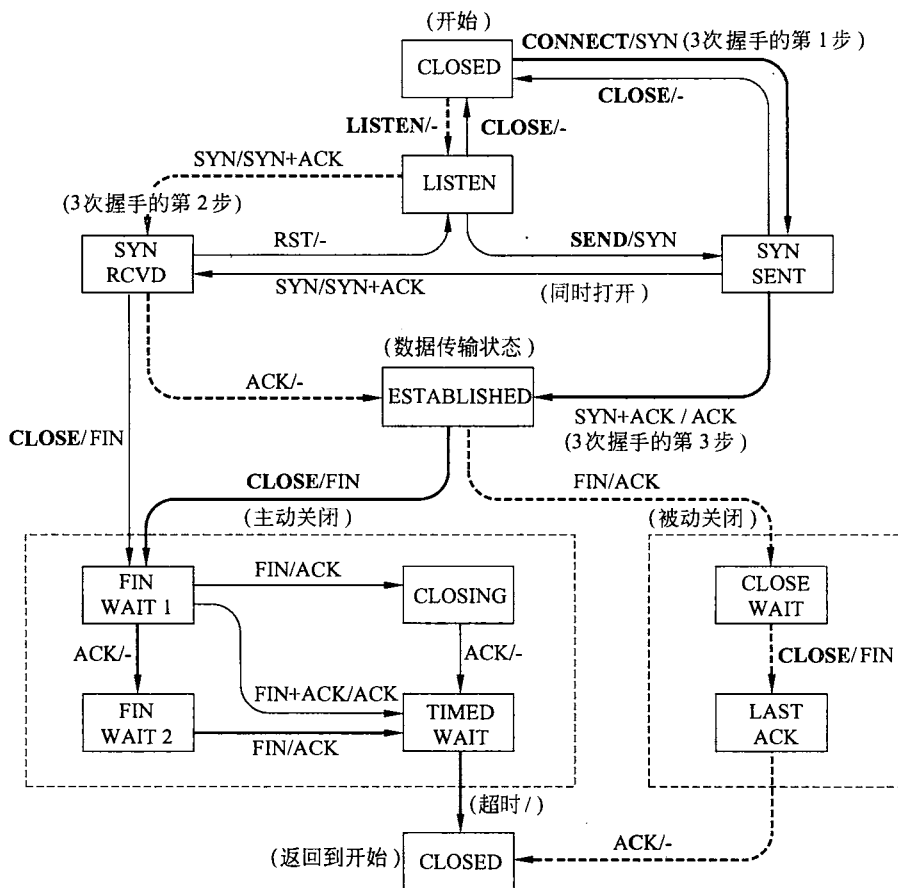 (开始)
CONNECT/SYN (3次握手的第1步)
CLOSED
CLOSE/-
LISTEN/-
CLOSE/-
SYN/SYN+ACK
LISTEN
(3次握手的第2步)
SYN
RCVD
RST/-
SEND/SYN
SYN
SENT
SYN/SYN+ACK
(同时打开)
(数据传输状态)
ACK/-
ESTABLISHED
SYN+ACK / ACK
(3次握手的第3步)
CLOSE/FIN
CLOSE/FIN
FIN/ACK
(主动关闭)
(被动关闭)
FIN
WAIT 1
FIN/ACK
CLOSING
CLOSE
WAIT
ACK/-
ACK/-
CLOSE/FIN
FIN+ACK/ACK
FIN
WAIT 2
FIN/ACK
TIMED
WAIT
LAST
ACK
(超时/)
ACK/-
(返回到开始)
CLOSED